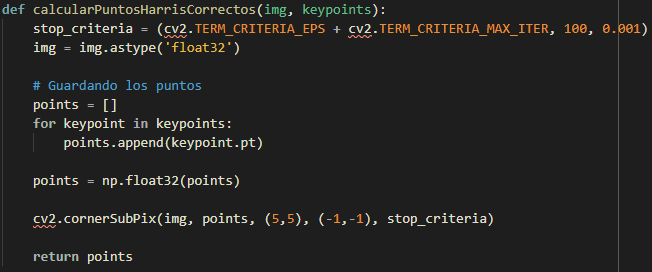 def calcularPuntosHarrisCorrectos(img, keypoints):
    stop_criteria = (cv2.TERM_CRITERIA_EPS + cv2.TERM_CRITERIA_MAX_ITER, 100, 0.001)
    img = img.astype('float32')
    # Guardando los puntos
    points = []
    for keypoint in keypoints:
        points.append(keypoint.pt)
    points = np.float32(points)
    cv2.cornerSubPix(img, points, (5,5), (-1,-1), stop_criteria)
    return points